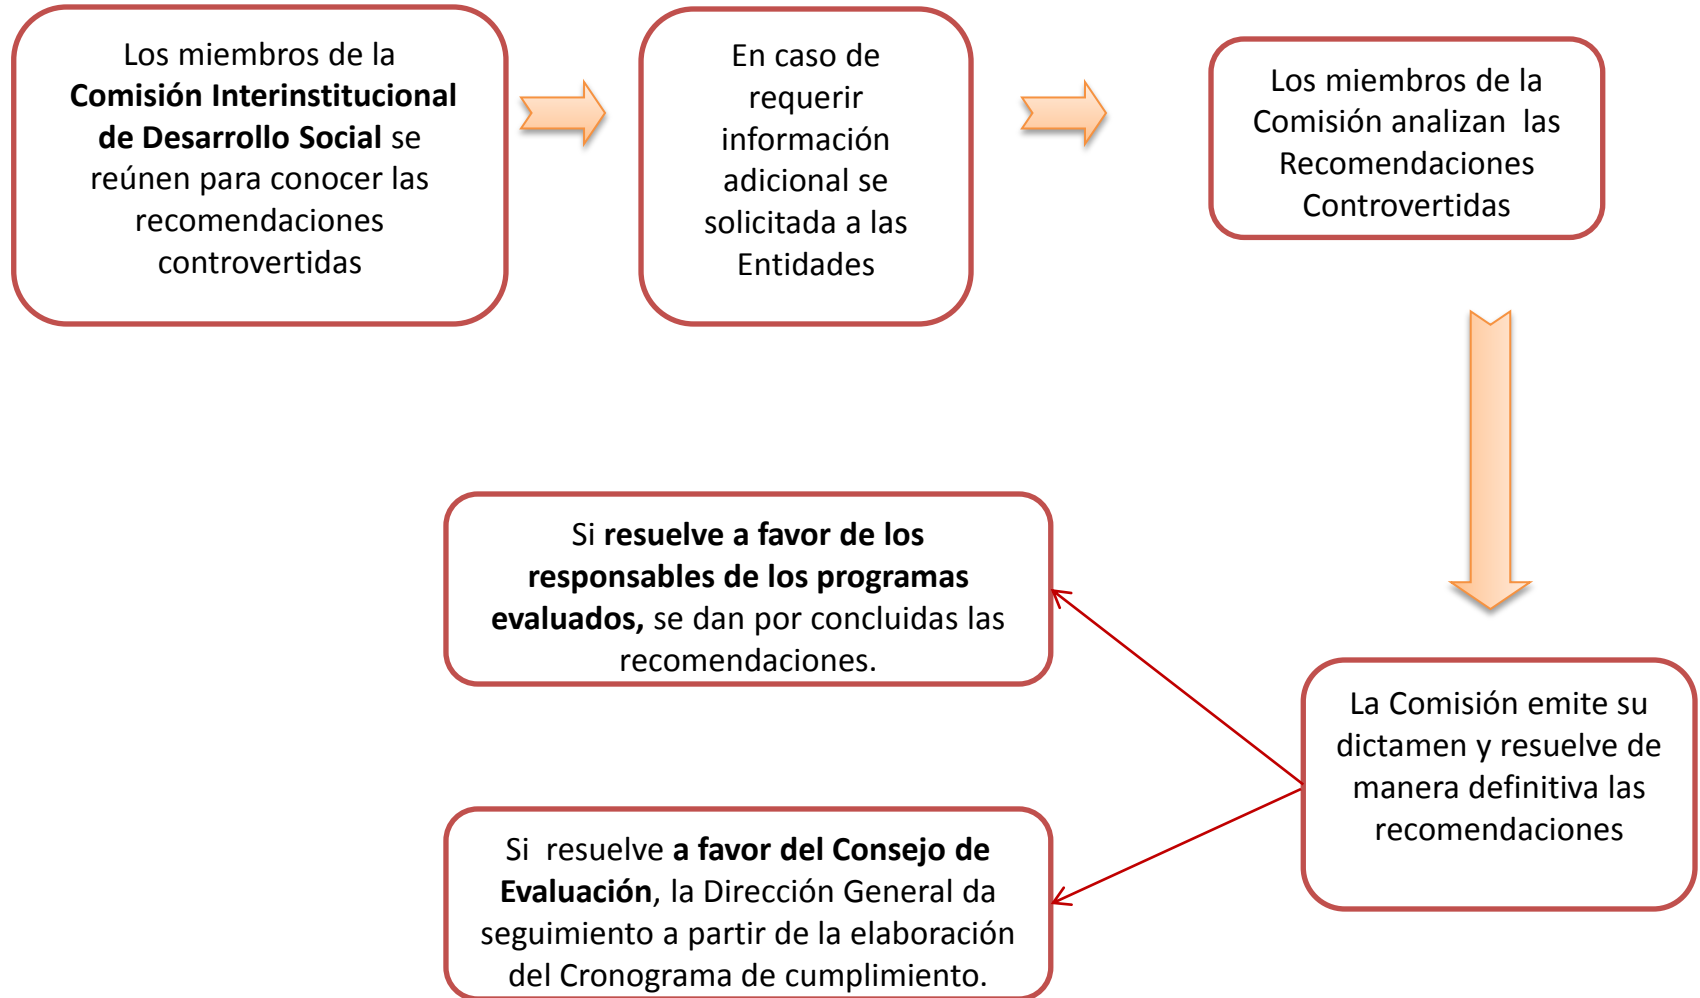 Los miembros de la
Comisión Interinstitucional
de Desarrollo Social se
reúnen para conocer las
recomendaciones
controvertidas
En caso de
requerir
información
adicional se
solicitada a las
Entidades
Los miembros de la
Comisión analizan las
Recomendaciones
Controvertidas
Si resuelve a favor de los
responsables de los programas
evaluados, se dan por concluidas las
recomendaciones.
La Comisión emite su
dictamen y resuelve de
manera definitiva las
recomendaciones
Si resuelve a favor del Consejo de
Evaluación, la Dirección General da
seguimiento a partir de la elaboración
del Cronograma de cumplimiento.